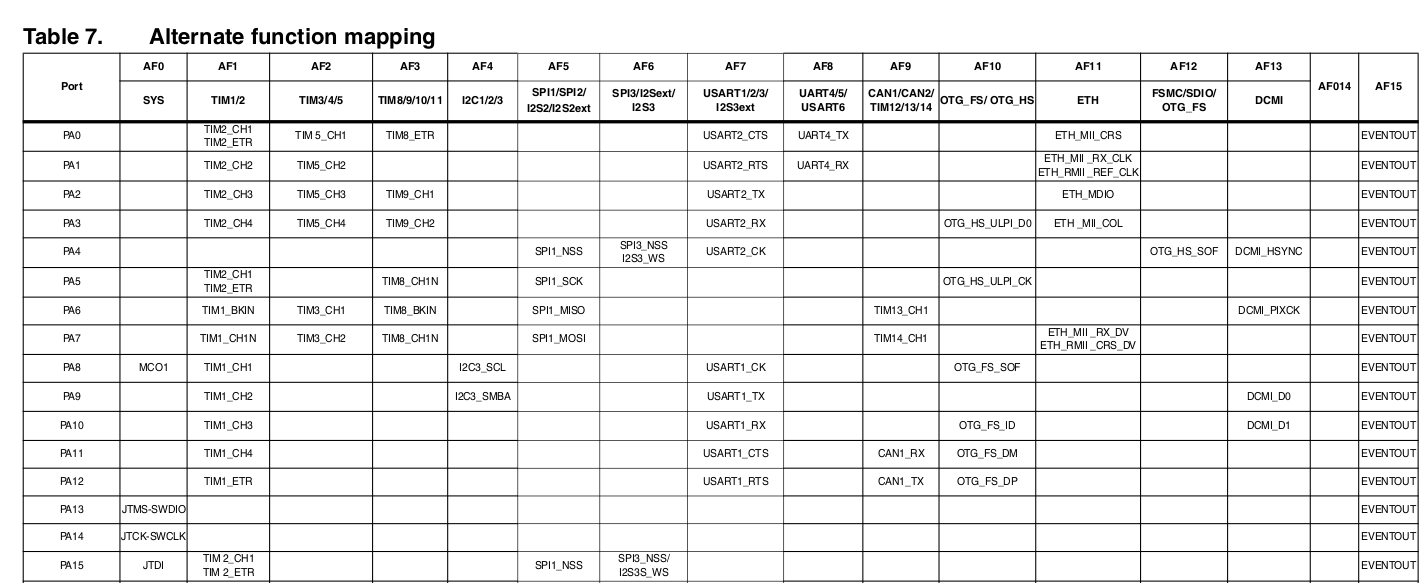 Table 7. Alternate function mapping
Port AF0 AF1 AF2 AF3 AF4 AF5 AF6 AF7 AF8 AF9 AF10 AF11 AF12 AF13 AF014 AF15
SYS TIM1/2 TIM3/4/5 TIM8/9/10/11 I2C1/2/3 SPI1/SPI2/ I2S2/I2S2ext SPI3/I2Sext/ I2S3 USART1/2/3/ I2S3ext UART4/5/ USART6 CAN1/CAN2/ TIM12/13/14 OTG_FS/ OTG_HS ETH FSMC/SDIO/ OTG_FS DCMI
PA0 TIM2_CH1 TIM2_ETR TIM 5_CH1 TIM8_ETR USART2_CTS UART4_TX ETH_MII_CRS EVENTOUT
PA1 TIM2_CH2 TIM5_CH2 USART2_RTS UART4_RX ETH_MII _RX_CLK ETH_RMII _REF_CLK EVENTOUT
PA2 TIM2_CH3 TIM5_CH3 TIM9_CH1 USART2_TX ETH_MDIO EVENTOUT
PA3 TIM2_CH4 TIM5_CH4 TIM9_CH2 USART2_RX OTG_HS_ULPI_D0 ETH _MII_COL EVENTOUT
PA4 SPI1_NSS SPI3_NSS I2S3_WS USART2_CK OTG_HS_SOF DCMI_HSYNC EVENTOUT
PA5 TIM2_CH1 TIM2_ETR TIM8_CH1N SPI1_SCK OTG_HS_ULPI_CK EVENTOUT
PA6 TIM1_BKIN TIM3_CH1 TIM8_BKIN SPI1_MISO TIM13_CH1 DCMI_PIXCK EVENTOUT
PA7 TIM1_CH1N TIM3_CH2 TIM8_CH1N SPI1_MOSI TIM14_CH1 ETH_MII _RX_DV ETH_RMII _CRS_DV EVENTOUT
PA8 MCO1 TIM1_CH1 I2C3_SCL USART1_CK OTG_FS_SOF EVENTOUT
PA9 TIM1_CH2 I2C3_SMBA USART1_TX DCMI_D0 EVENTOUT
PA10 TIM1_CH3 USART1_RX OTG_FS_ID DCMI_D1 EVENTOUT
PA11 TIM1_CH4 USART1_CTS CAN1_RX OTG_FS_DM EVENTOUT
PA12 TIM1_ETR USART1_RTS CAN1_TX OTG_FS_DP EVENTOUT
PA13 JTMS-SWDIO EVENTOUT
PA14 JTCK-SWCLK EVENTOUT
PA15 JTDI TIM 2_CH1 TIM 2_ETR SPI1_NSS SPI3_NSS/ I2S3S_WS EVENTOUT